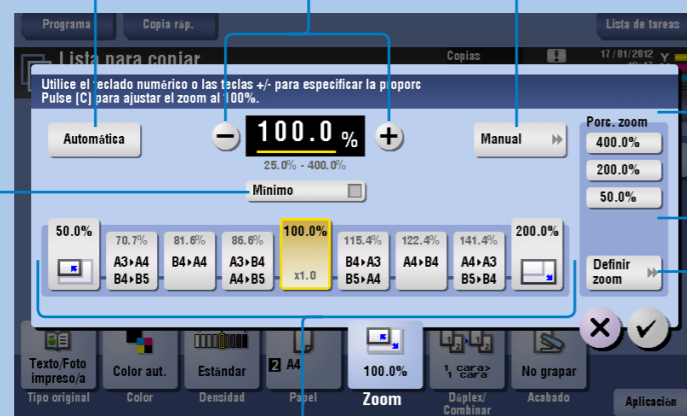 Programa
Copia ráp.
Lista de tareas
Lista para copiar
Copias
17/01/2012
Utilice el teclado numérico o las teclas +/- para especificar la proporc
Pulse [C] para ajustar el zoom al 100%.
Automática
−
100.0 %
+
Manual
25.0% - 400.0%
Mínimo
Porc. zoom
400.0%
200.0%
50.0%
Definir
zoom
50.0%
70.7%
A3▸A4
B4▸B5
81.6%
B4▸A4
86.6%
A3▸B4
A4▸B5
100.0%
x1.0
115.4%
B4▸A3
B5▸A4
122.4%
A4▸B4
141.4%
A4▸A3
B5▸B4
200.0%
Texto/Foto
impreso/a
Tipo original
Color aut.
Color
Estándar
Densidad
2 A4
Papel
100.0%
Zoom
1 cara>
1 cara
Dúplex/
Combinar
No grapar
Acabado
Aplicación